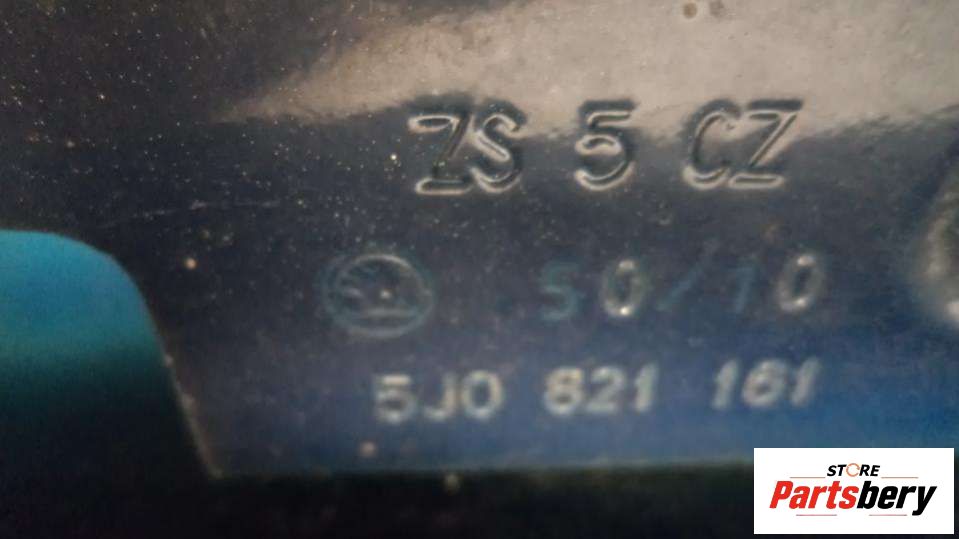 ZS 5 CZ
50/10
5J0 821 161
STORE
Partsbery